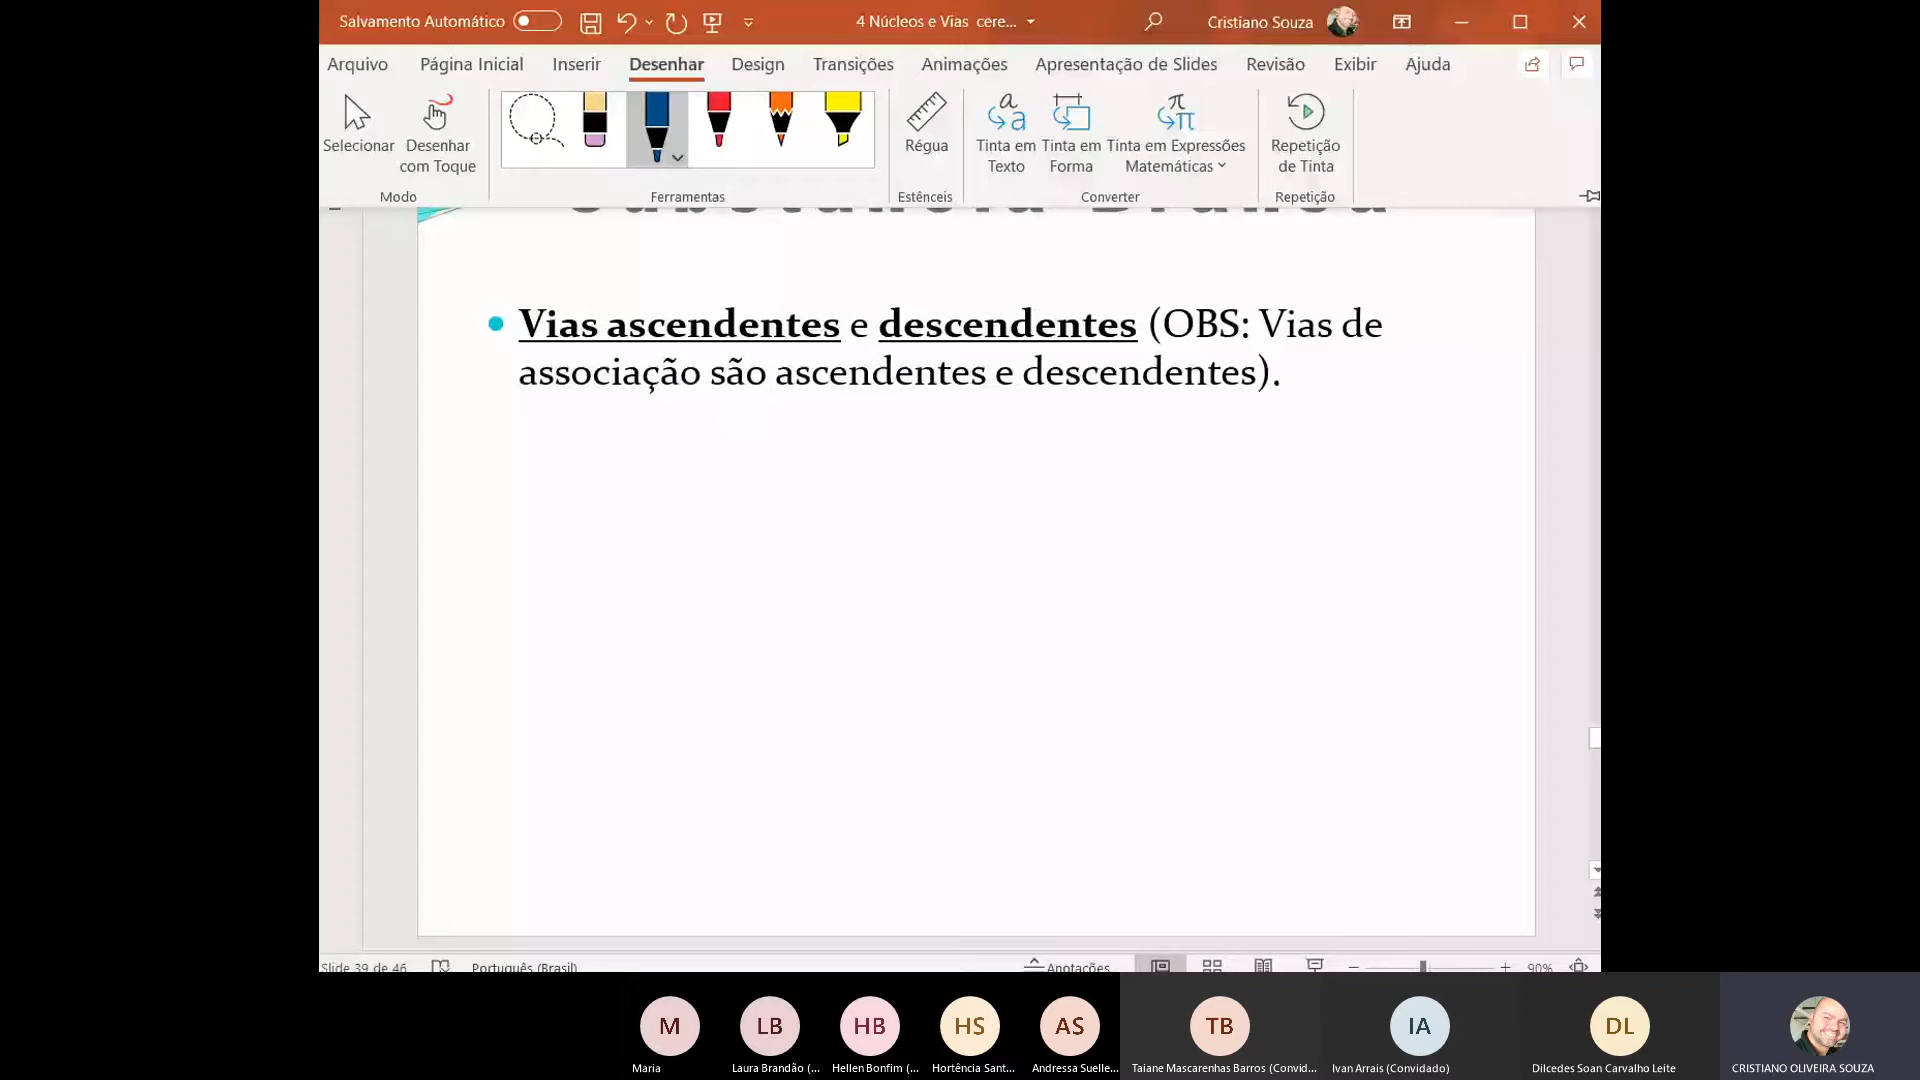 Salvamento Automático
4 Núcleos e Vias cere...
Cristiano Souza
Arquivo Página Inicial Inserir Desenhar Design Transições Animações Apresentação de Slides Revisão Exibir Ajuda
Selecionar
Desenhar
com Toque
Régua
Tinta em
Texto
Tinta em
Forma
Tinta em Expressões
Matemáticas
Repetição
de Tinta
Modo Ferramentas Estênceis Converter Repetição
Substância Branca
Vias ascendentes e descendentes (OBS: Vias de
associação são ascendentes e descendentes).
Slide 39 de 46 Português (Brasil) Anotações 90%
M LB HB HS AS TB IA DL
Maria Laura Brandão (... Hellen Bonfim (... Hortência Sant... Andressa Suelle... Taiane Mascarenhas Barros (Convid... Ivan Arrais (Convidado) Dilcedes Soan Carvalho Leite CRISTIANO OLIVEIRA SOUZA